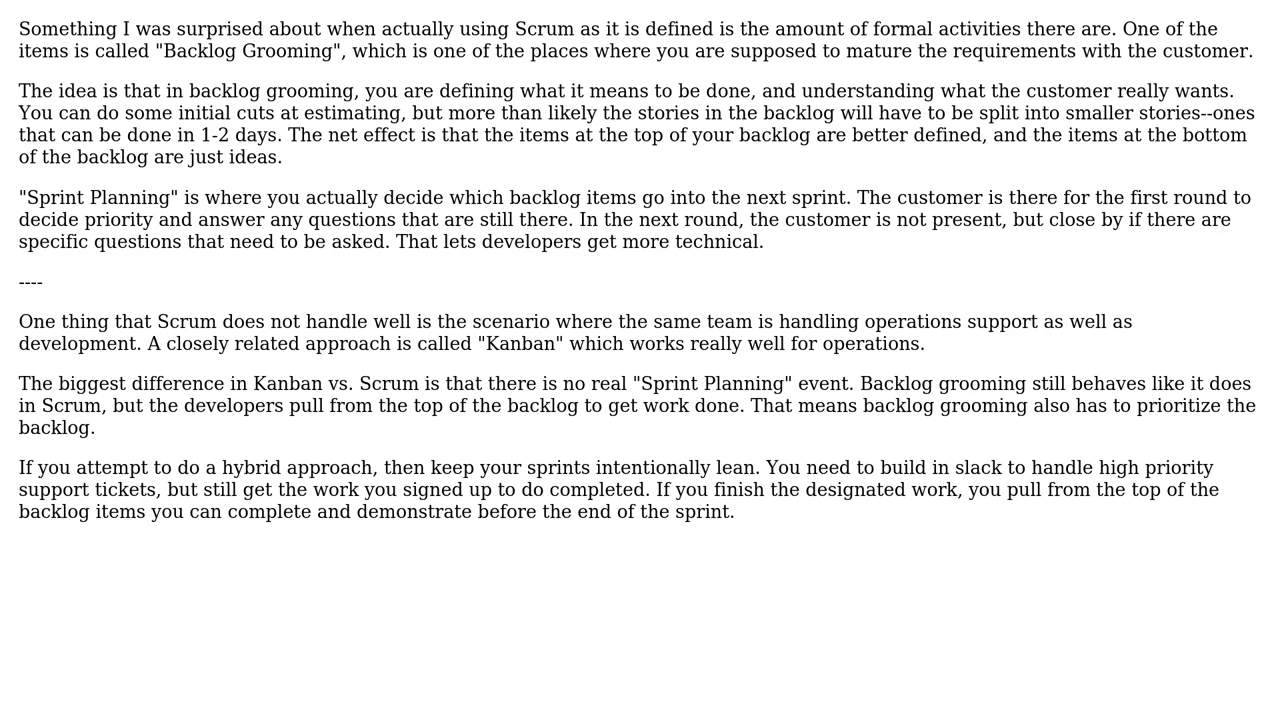 Something I was surprised about when actually using Scrum as it is defined is the amount of formal activities there are. One of the
items is called "Backlog Grooming", which is one of the places where you are supposed to mature the requirements with the customer.
The idea is that in backlog grooming, you are defining what it means to be done, and understanding what the customer really wants.
You can do some initial cuts at estimating, but more than likely the stories in the backlog will have to be split into smaller stories--ones
that can be done in 1-2 days. The net effect is that the items at the top of your backlog are better defined, and the items at the bottom
of the backlog are just ideas.
"Sprint Planning" is where you actually decide which backlog items go into the next sprint. The customer is there for the first round to
decide priority and answer any questions that are still there. In the next round, the customer is not present, but close by if there are
specific questions that need to be asked. That lets developers get more technical.
----
One thing that Scrum does not handle well is the scenario where the same team is handling operations support as well as
development. A closely related approach is called "Kanban" which works really well for operations.
The biggest difference in Kanban vs. Scrum is that there is no real "Sprint Planning" event. Backlog grooming still behaves like it does
in Scrum, but the developers pull from the top of the backlog to get work done. That means backlog grooming also has to prioritize the
backlog.
If you attempt to do a hybrid approach, then keep your sprints intentionally lean. You need to build in slack to handle high priority
support tickets, but still get the work you signed up to do completed. If you finish the designated work, you pull from the top of the
backlog items you can complete and demonstrate before the end of the sprint.